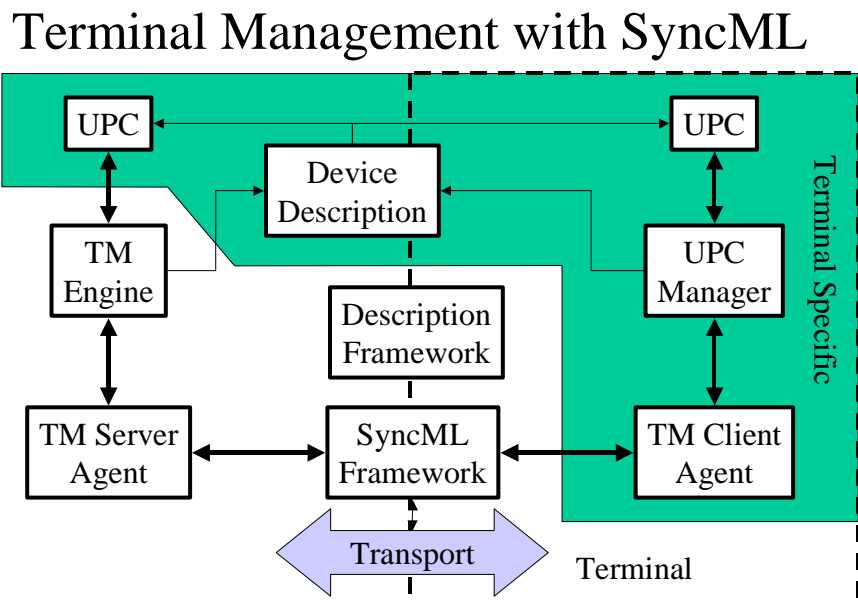 Terminal Management with SyncML
UPC
UPC
Device
Description
Terminal Specific
TM
Engine
UPC
Manager
Description
Framework
TM Server
Agent
SyncML
Framework
TM Client
Agent
Transport
Terminal